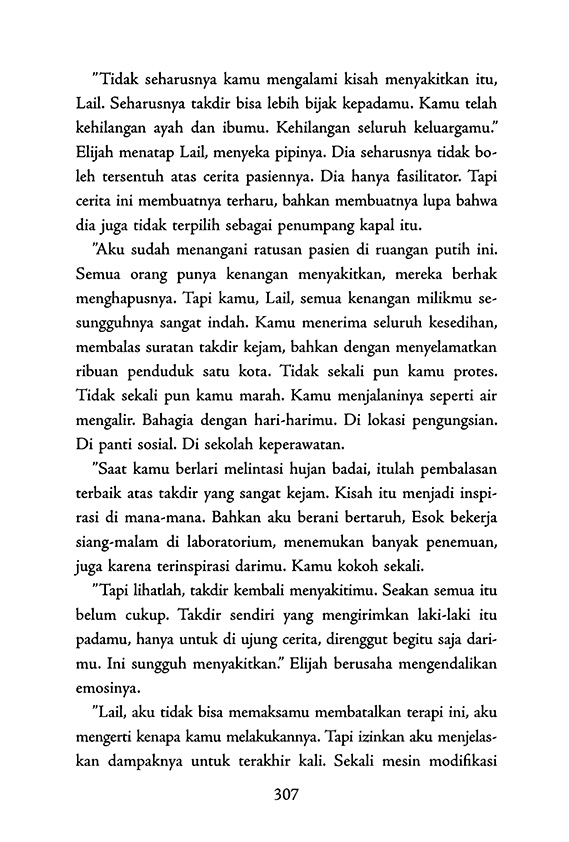 ”Tidak seharusnya kamu mengalami kisah menyakitkan itu,
Lail. Seharusnya takdir bisa lebih bijak kepadamu. Kamu telah
kehilangan ayah dan ibumu. Kehilangan seluruh keluargamu.”
Elijah menatap Lail, menyeka pipinya. Dia seharusnya tidak bo-
leh tersentuh atas cerita pasiennya. Dia hanya fasilitator. Tapi
cerita ini membuatnya terharu, bahkan membuatnya lupa bahwa
dia juga tidak terpilih sebagai penumpang kapal itu.
”Aku sudah menangani ratusan pasien di ruangan putih ini.
Semua orang punya kenangan menyakitkan, mereka berhak
menghapusnya. Tapi kamu, Lail, semua kenangan milikmu se-
sungguhnya sangat indah. Kamu menerima seluruh kesedihan,
membalas suratan takdir kejam, bahkan dengan menyelamatkan
ribuan penduduk satu kota. Tidak sekali pun kamu protes.
Tidak sekali pun kamu marah. Kamu menjalaninya seperti air
mengalir. Bahagia dengan hari-harimu. Di lokasi pengungsian.
Di panti sosial. Di sekolah keperawatan.
”Saat kamu berlari melintasi hujan badai, itulah pembalasan
terbaik atas takdir yang sangat kejam. Kisah itu menjadi inspi-
rasi di mana-mana. Bahkan aku berani bertaruh, Esok bekerja
siang-malam di laboratorium, menemukan banyak penemuan,
juga karena terinspirasi darimu. Kamu kokoh sekali.
”Tapi lihatlah, takdir kembali menyakitimu. Seakan semua itu
belum cukup. Takdir sendiri yang mengirimkan laki-laki itu
padamu, hanya untuk di ujung cerita, direnggut begitu saja dari-
mu. Ini sungguh menyakitkan.” Elijah berusaha mengendalikan
emosinya.
”Lail, aku tidak bisa memaksamu membatalkan terapi ini, aku
mengerti kenapa kamu melakukannya. Tapi izinkan aku menjelas-
kan dampaknya untuk terakhir kali. Sekali mesin modifikasi
307